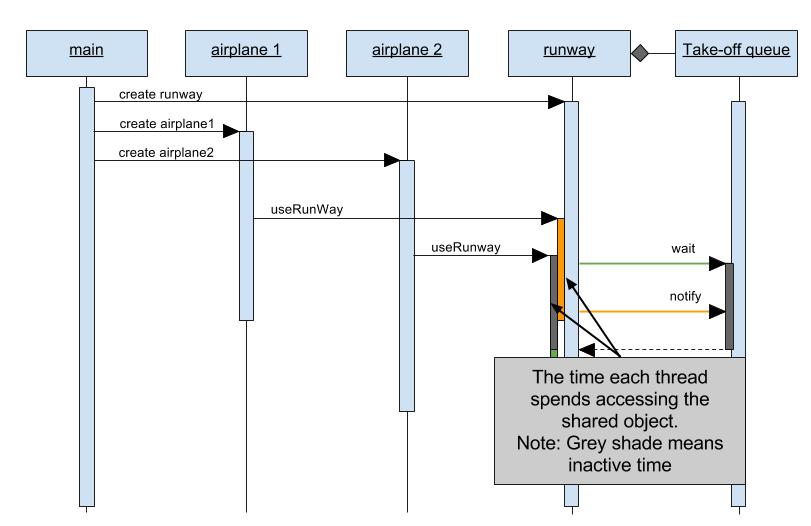 main
airplane 1
airplane 2
runway
Take-off queue
create runway
create airplane1
create airplane2
useRunWay
useRunway
wait
notify
The time each thread
spends accessing the
shared object.
Note: Grey shade means
inactive time